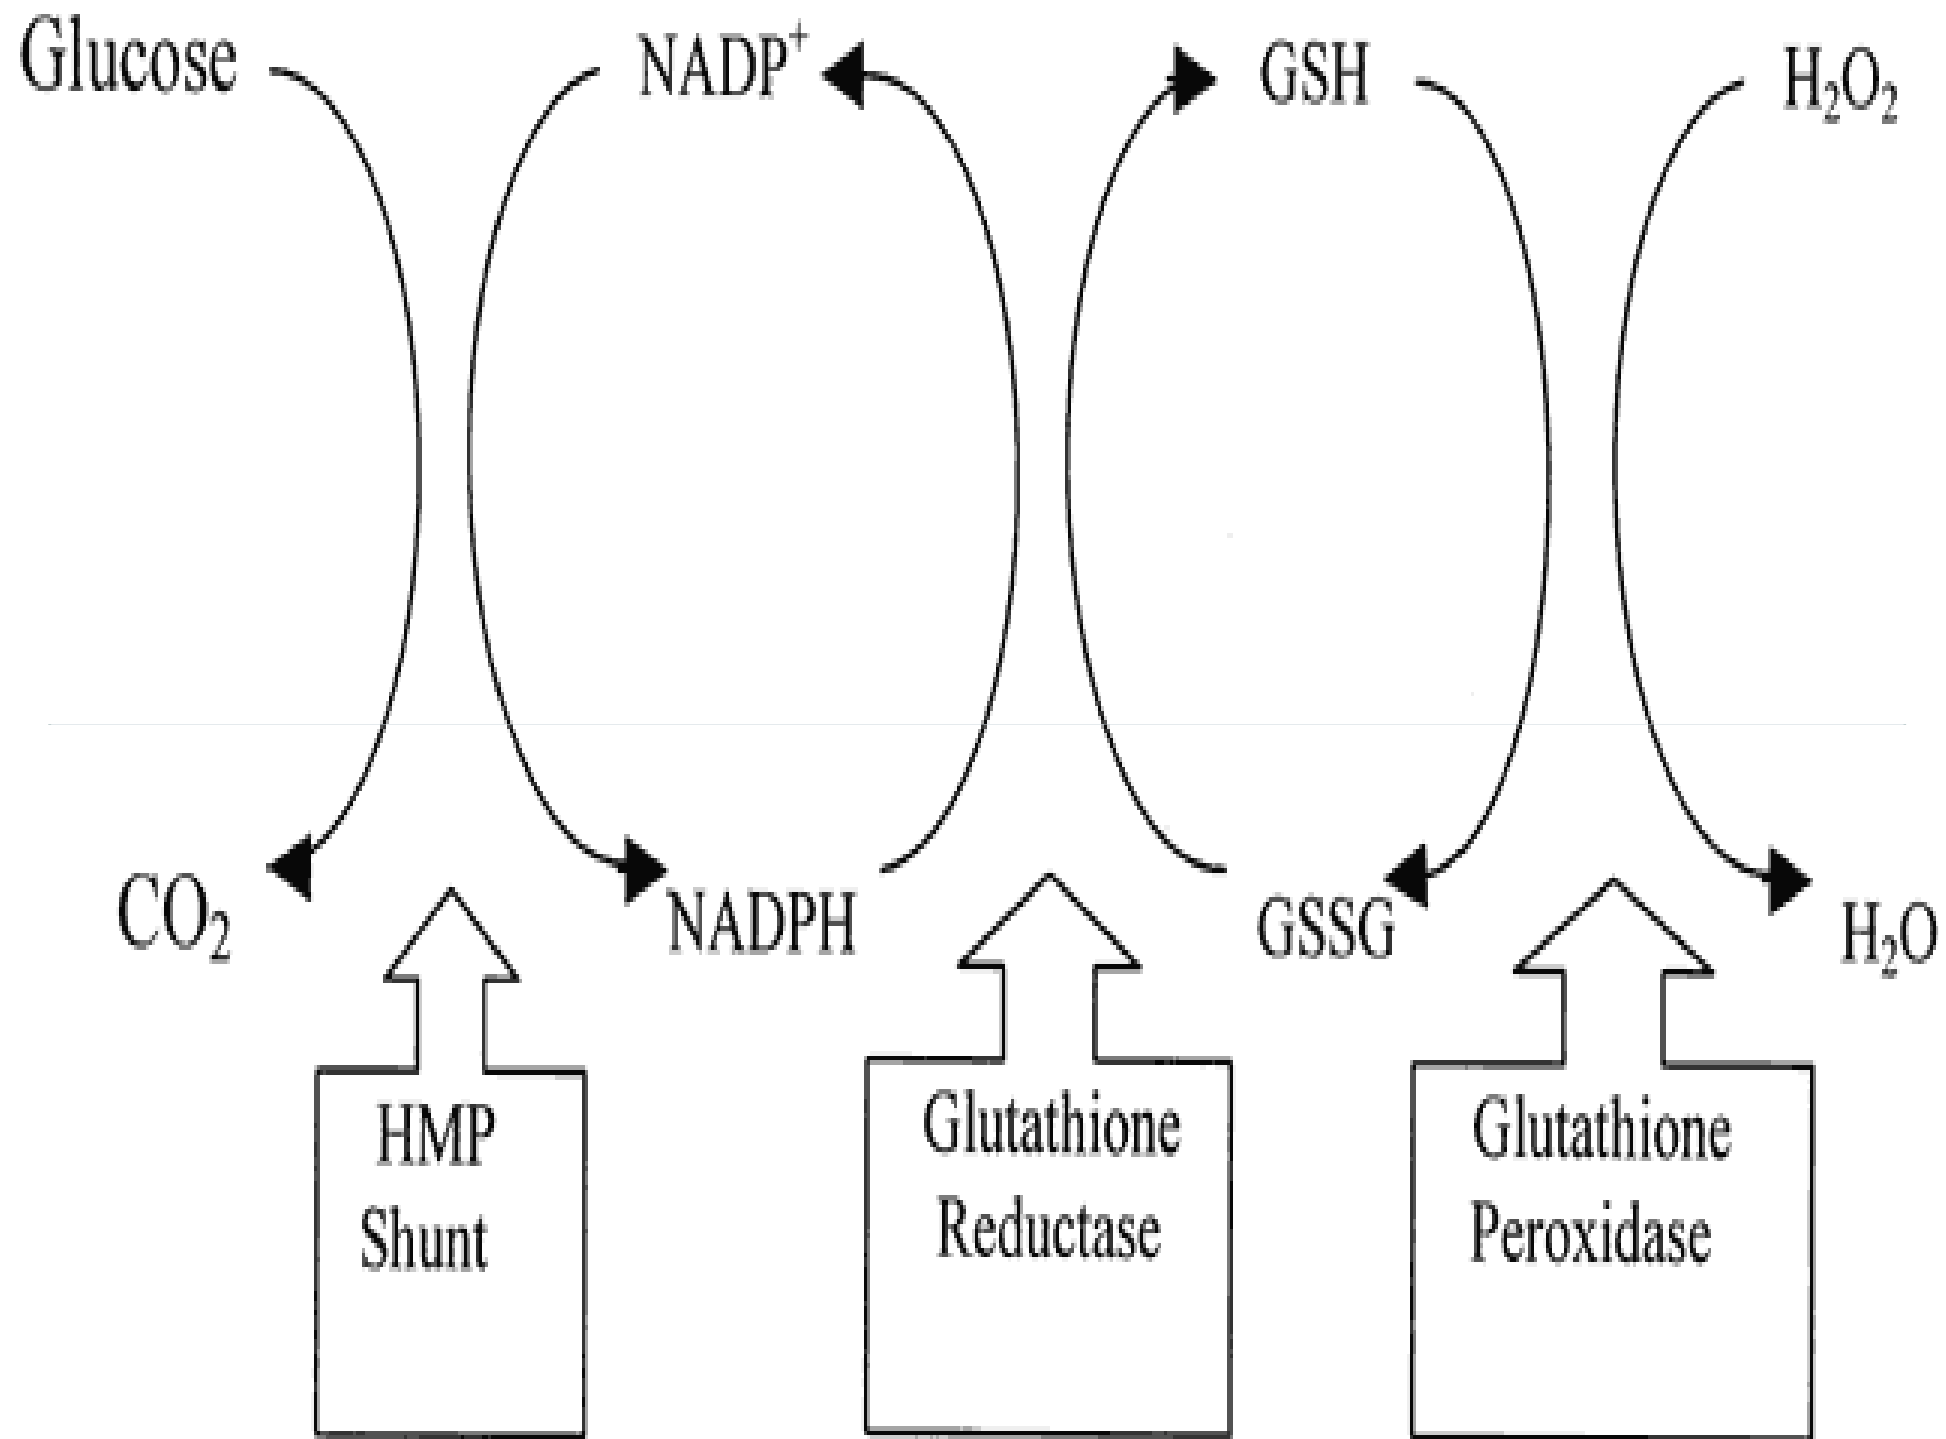 Glucose NADP⁺ GSH H₂O₂
CO₂ NADPH GSSG H₂O
HMP
Shunt
Glutathione
Reductase
Glutathione
Peroxidase